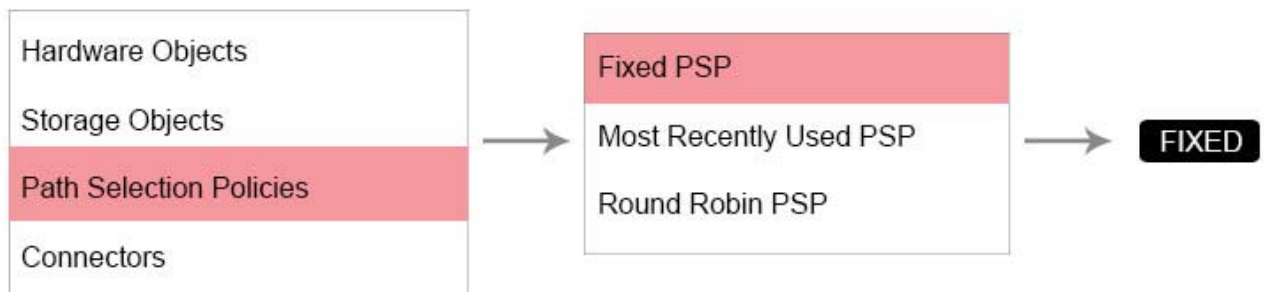 Hardware Objects
Storage Objects
Path Selection Policies
Connectors
Fixed PSP
Most Recently Used PSP
Round Robin PSP
FIXED